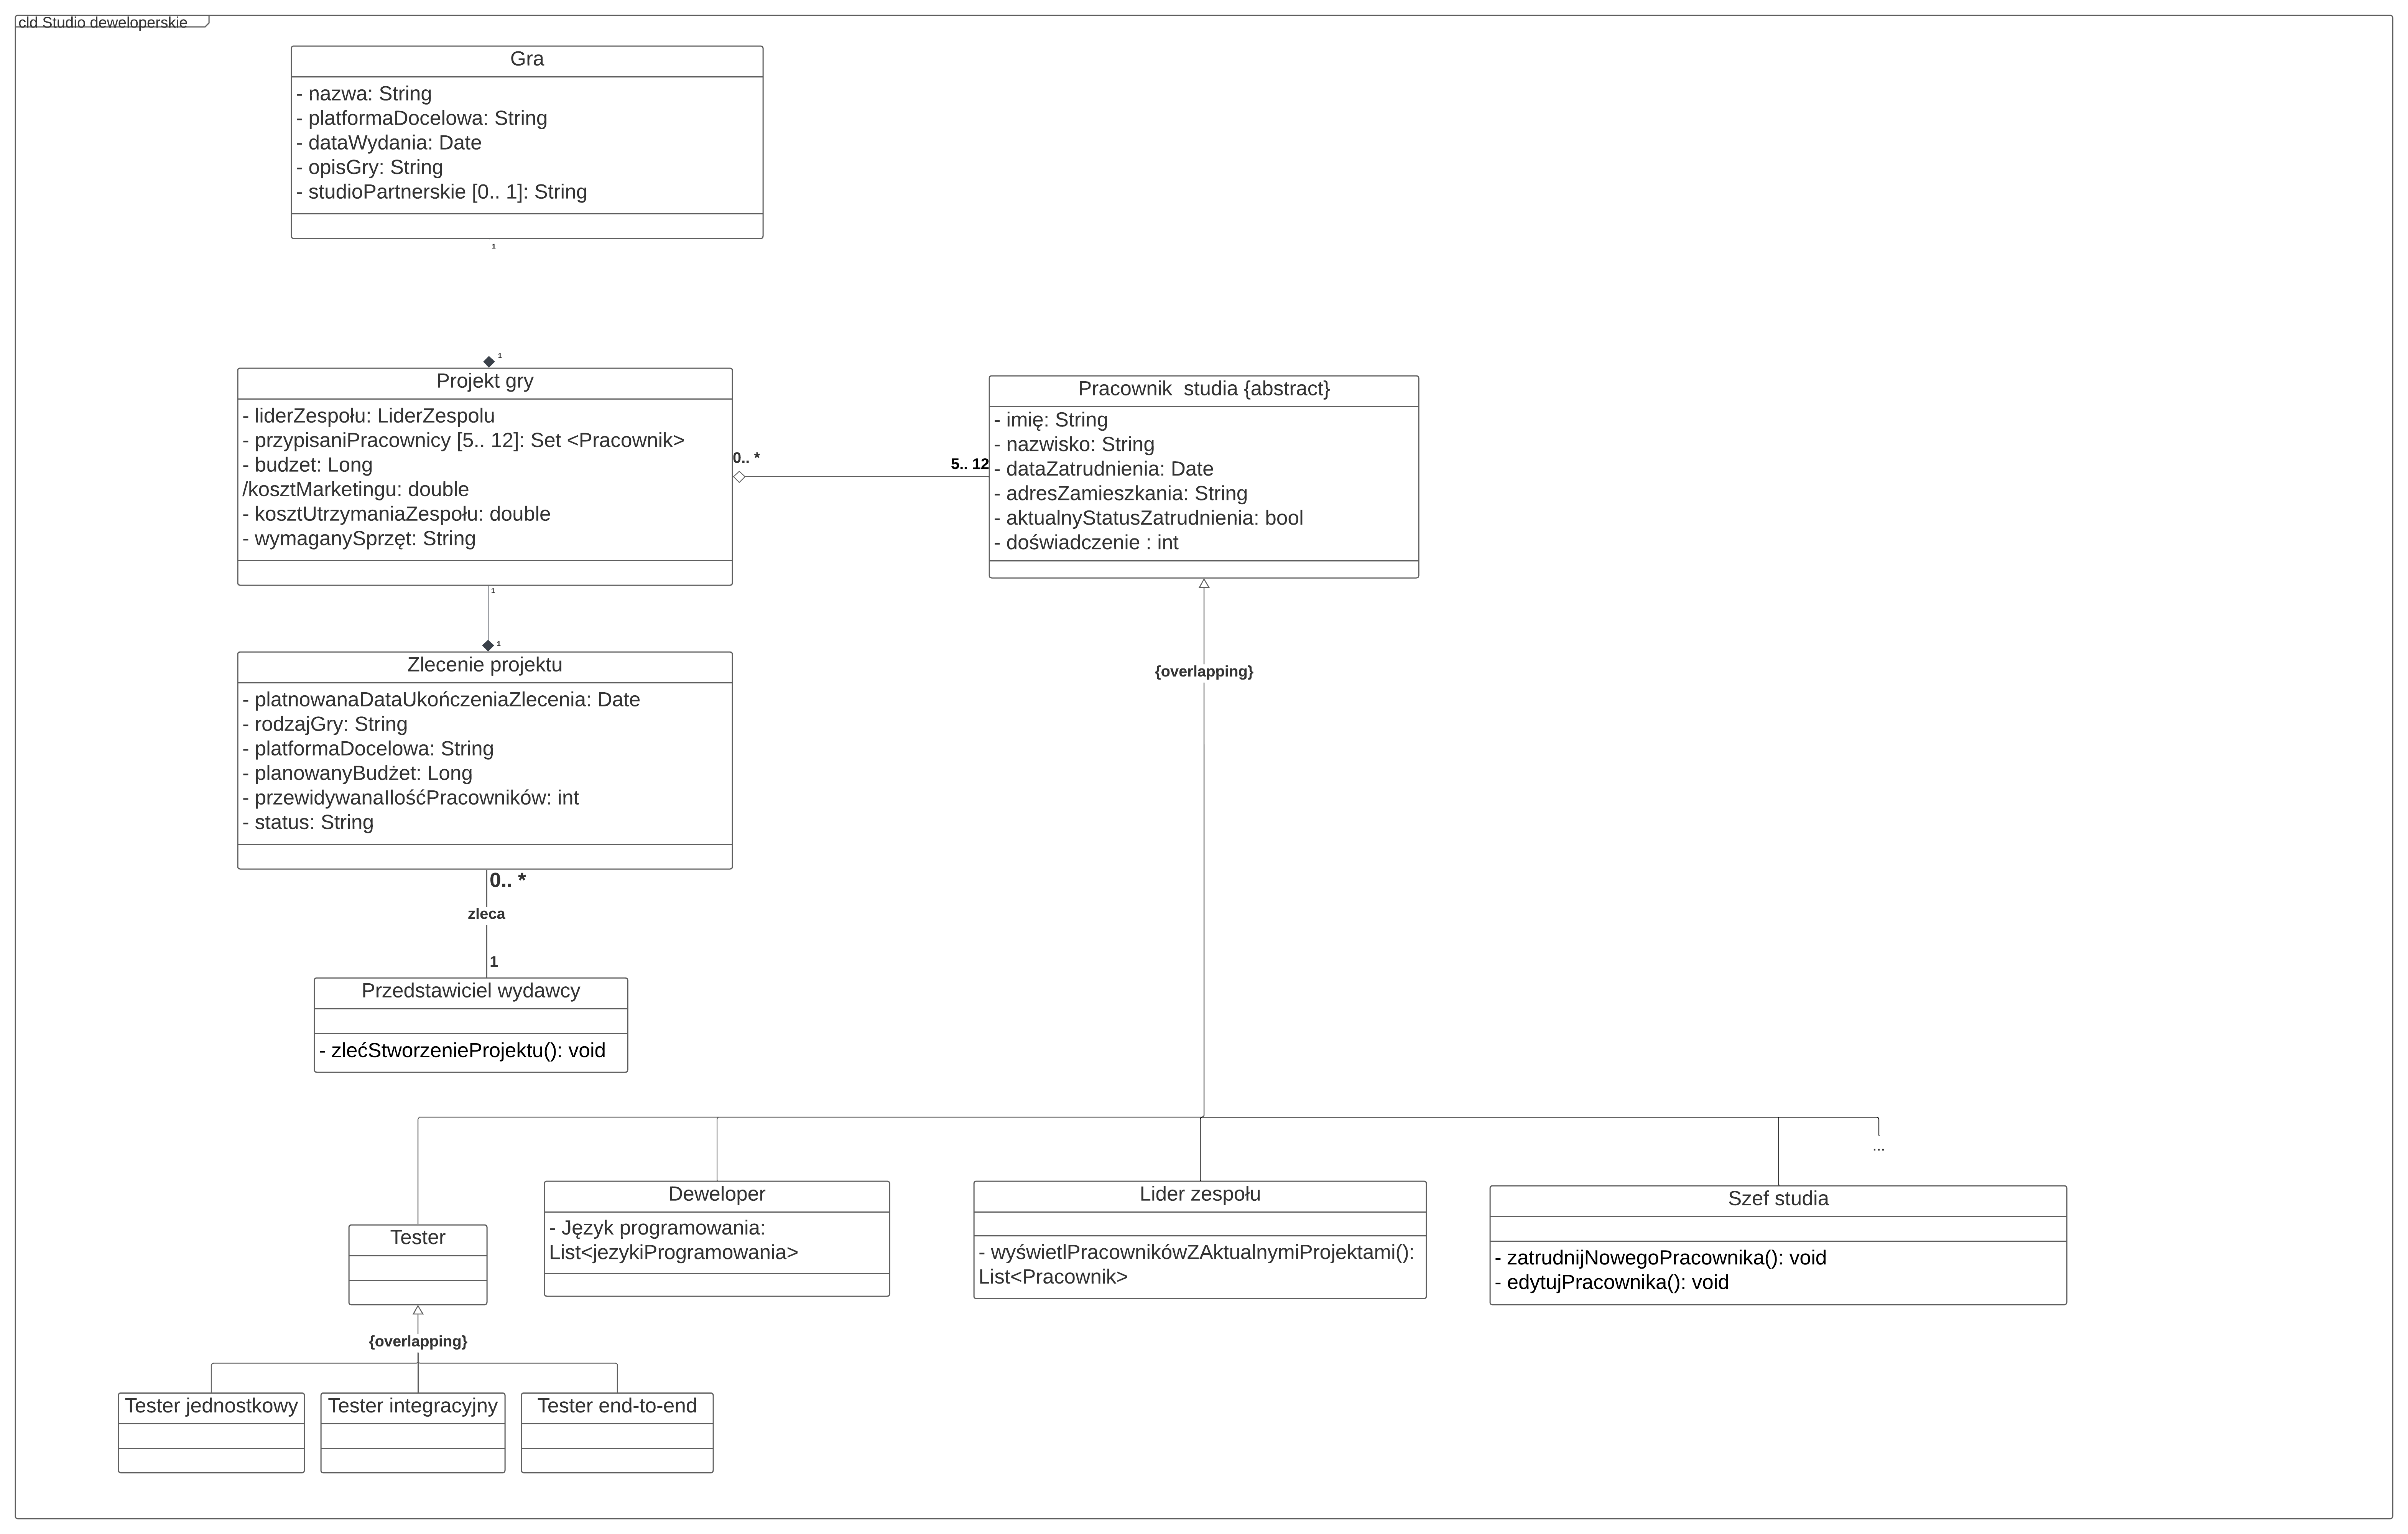 cld Studio deweloperskie
Gra
- nazwa: String
- platformaDocelowa: String
- dataWydania: Date
- opisGry: String
- studioPartnerskie [0.. 1]: String
1
1
Projekt gry
- liderZespołu: LiderZespolu
- przypisaniPracownicy [5.. 12]: Set <Pracownik>
- budzet: Long
/kosztMarketingu: double
- kosztUtrzymaniaZespołu: double
- wymaganySprzęt: String
0.. *
5.. 12
Pracownik  studia {abstract}
- imię: String
- nazwisko: String
- dataZatrudnienia: Date
- adresZamieszkania: String
- aktualnyStatusZatrudnienia: bool
- doświadczenie : int
1
1
Zlecenie projektu
- platnowanaDataUkończeniaZlecenia: Date
- rodzajGry: String
- platformaDocelowa: String
- planowanyBudżet: Long
- przewidywanaIlośćPracowników: int
- status: String
{overlapping}
0.. *
zleca
1
Przedstawiciel wydawcy
- zlećStworzenieProjektu(): void
...
Tester
Deweloper
- Język programowania:
List<jezykiProgramowania>
Lider zespołu
- wyświetlPracownikówZAktualnymiProjektami():
List<Pracownik>
Szef studia
- zatrudnijNowegoPracownika(): void
- edytujPracownika(): void
{overlapping}
Tester jednostkowy
Tester integracyjny
Tester end-to-end